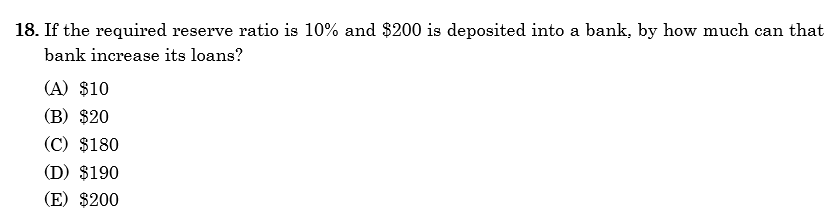 18. If the required reserve ratio is 10% and $200 is deposited into a bank, by how much can that
bank increase its loans?
(A) $10
(B) $20
(C) $180
(D) $190
(E) $200